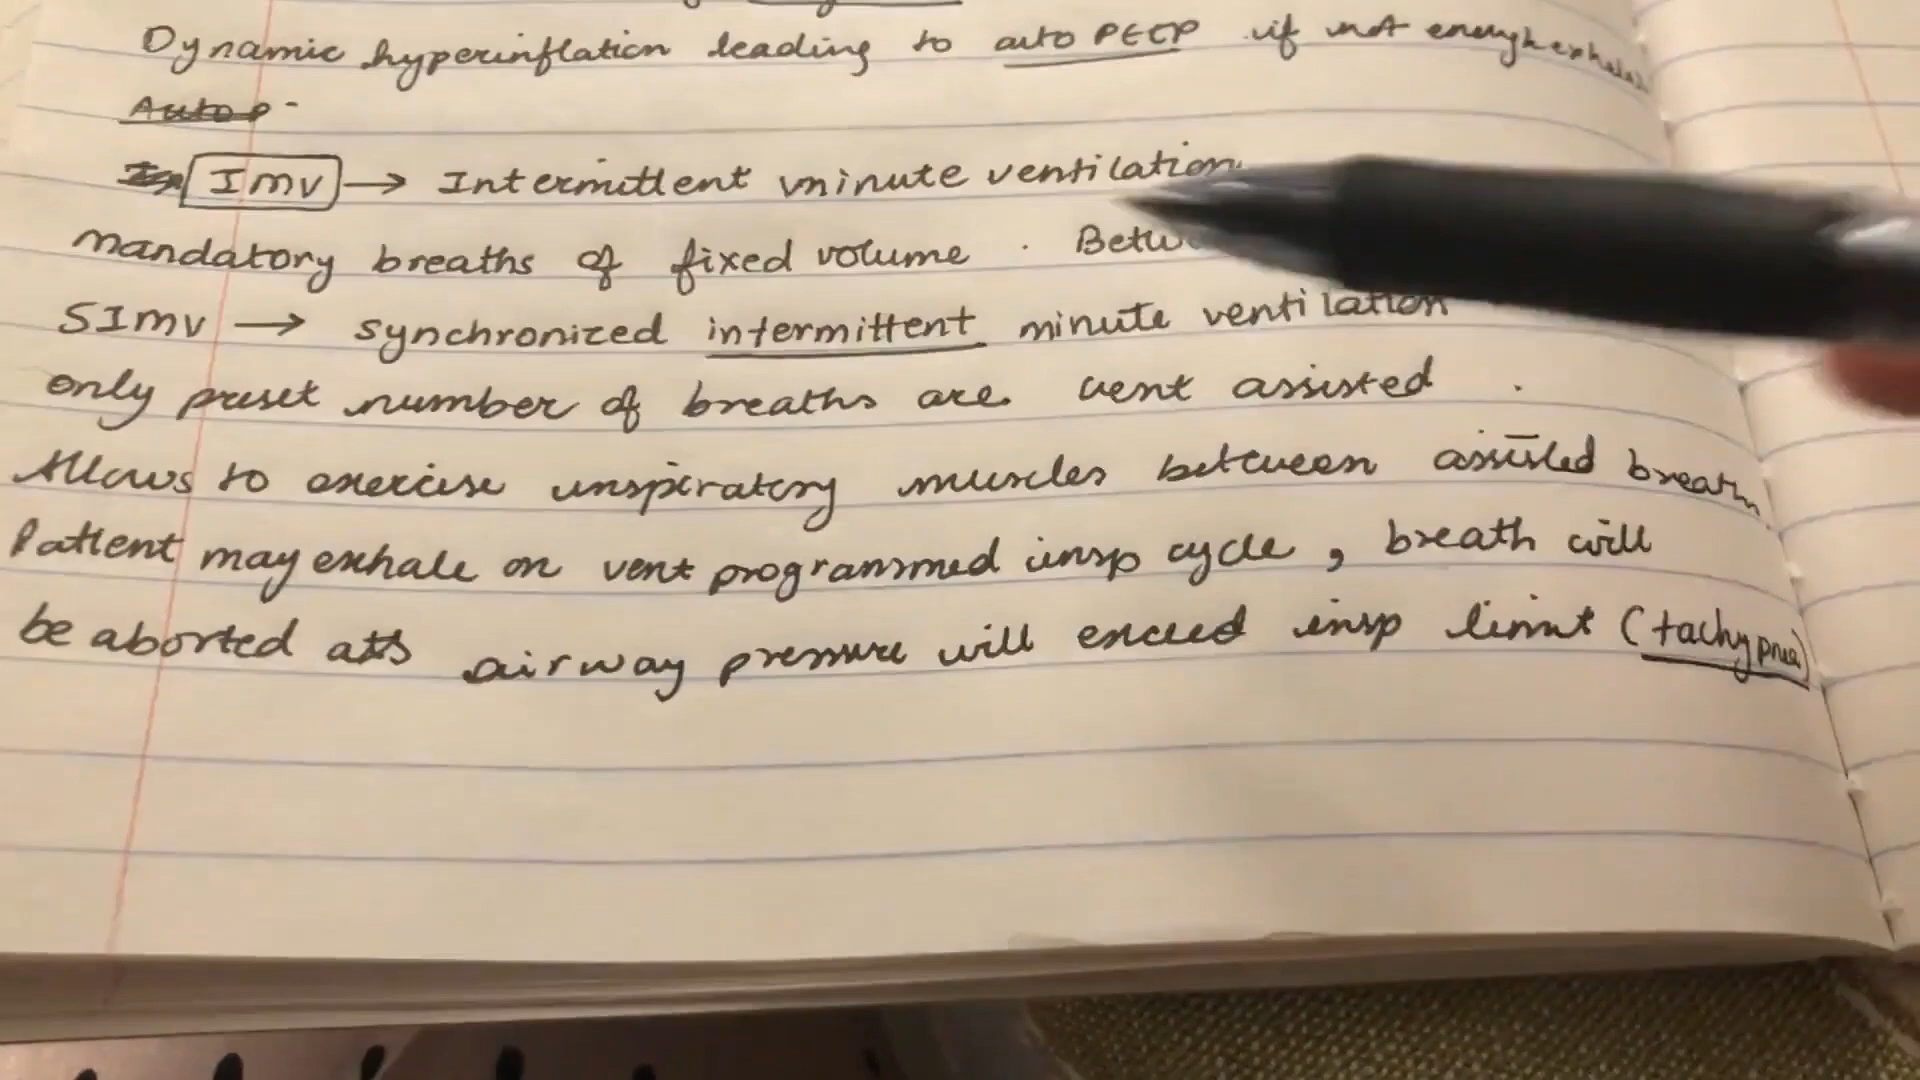 Dynamic hyperinflation leading to auto PEEP if not enough
Auto P
IMV → Intermittent minute ventilation
mandatory breaths of fixed volume .
SIMV → synchronized intermittent minute ventilation
only preset number of breaths are vent assisted .
Allows to exercise inspiratory muscles between assisted breath
Patient may exhale on vent programmed insp cycle, breath will
be aborted as airway pressure will exceed insp limit (tachypnea)